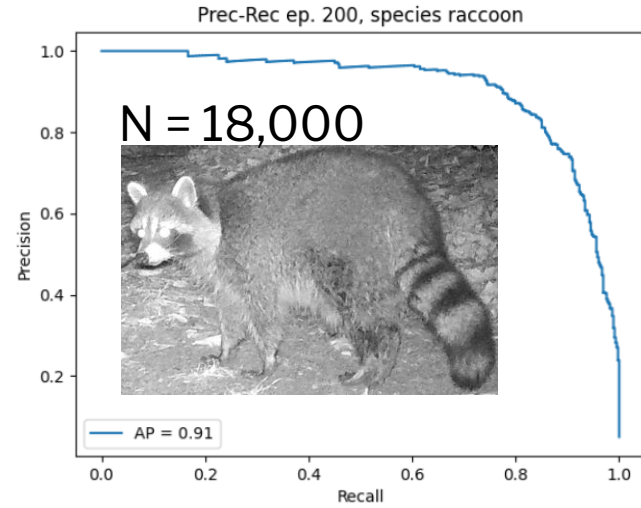 Prec-Rec ep. 200, species raccoon
N = 18,000
Precision
1.0
0.8
0.6
0.4
0.2
AP = 0.91
0.0 0.2 0.4 0.6 0.8 1.0
Recall